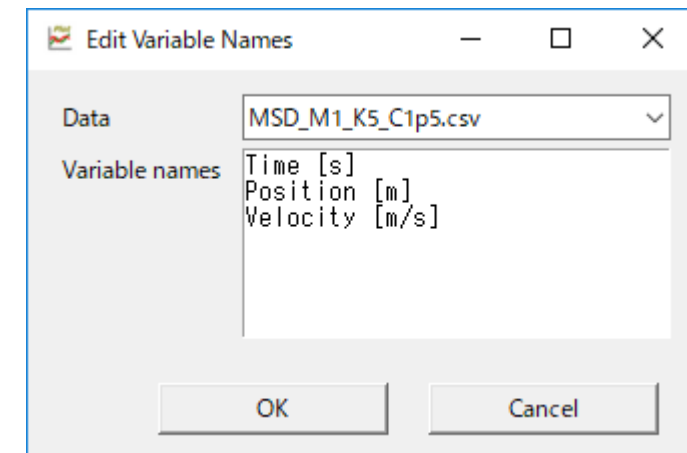 Edit Variable Names
Data
MSD_M1_K5_C1p5.csv
Variable names
Time [s]
Position [m]
Velocity [m/s]
OK
Cancel